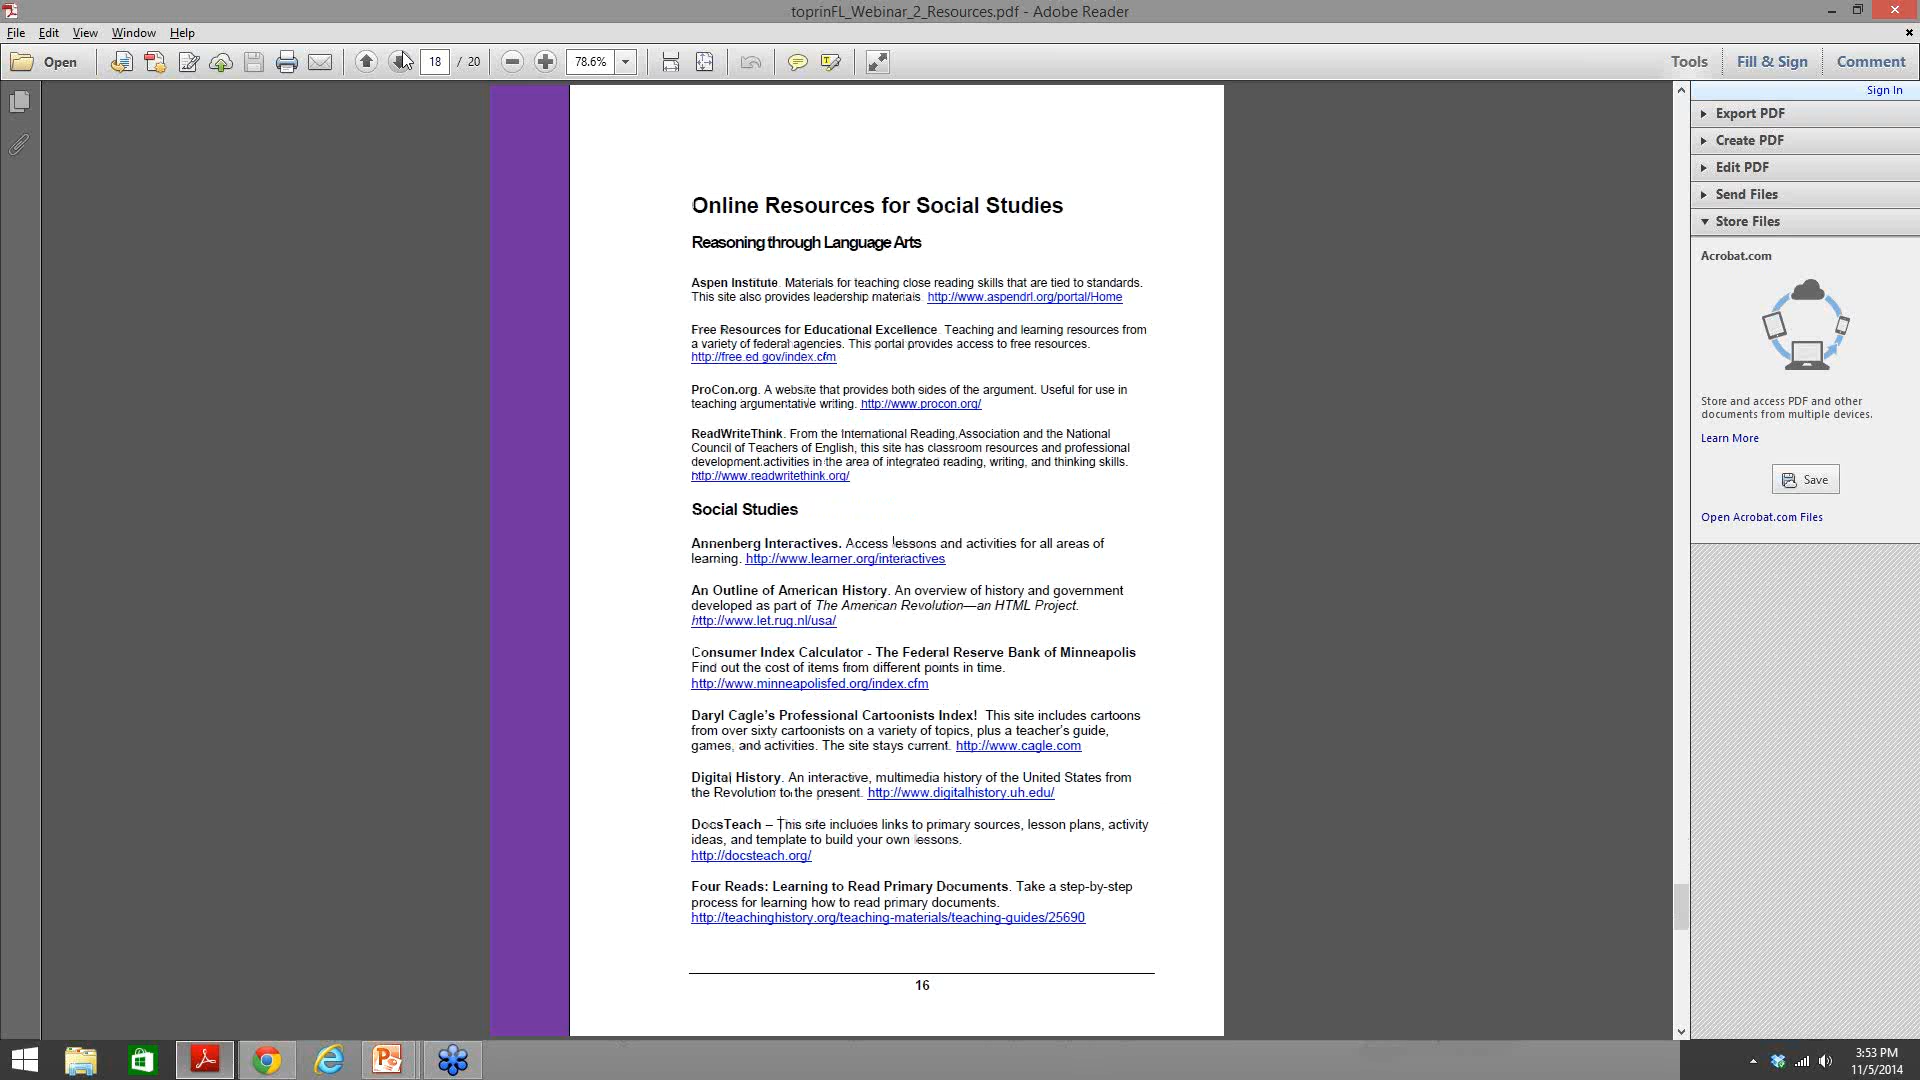 toprinFL_Webinar_2_Resources.pdf - Adobe Reader
File Edit View Window Help
Open 18 / 20 78.6% Tools Fill & Sign Comment
Sign In
Export PDF
Create PDF
Edit PDF
Send Files
Store Files
Acrobat.com
Store and access PDF and other
documents from multiple devices.
Learn More
Save
Open Acrobat.com Files
Online Resources for Social Studies
Reasoning through Language Arts
Aspen Institute. Materials for teaching close reading skills that are tied to standards.
This site also provides leadership materials http://www.aspendrl.org/portal/Home
Free Resources for Educational Excellence. Teaching and learning resources from
a variety of federal agencies. This portal provides access to free resources.
http://free.ed.gov/index.cfm
ProCon.org. A website that provides both sides of the argument. Useful for use in
teaching argumentative writing. http://www.procon.org/
ReadWriteThink. From the International Reading Association and the National
Council of Teachers of English, this site has classroom resources and professional
development activities in the area of integrated reading, writing, and thinking skills.
http://www.readwritethink.org/
Social Studies
Annenberg Interactives. Access lessons and activities for all areas of
learning. http://www.learner.org/interactives
An Outline of American History. An overview of history and government
developed as part of The American Revolution—an HTML Project.
http://www.let.rug.nl/usa/
Consumer Index Calculator - The Federal Reserve Bank of Minneapolis
Find out the cost of items from different points in time.
http://www.minneapolisfed.org/index.cfm
Daryl Cagle's Professional Cartoonists Index! This site includes cartoons
from over sixty cartoonists on a variety of topics, plus a teacher's guide,
games, and activities. The site stays current. http://www.cagle.com
Digital History. An interactive, multimedia history of the United States from
the Revolution to the present. http://www.digitalhistory.uh.edu/
DocsTeach – This site includes links to primary sources, lesson plans, activity
ideas, and template to build your own lessons.
http://docsteach.org/
Four Reads: Learning to Read Primary Documents. Take a step-by-step
process for learning how to read primary documents.
http://teachinghistory.org/teaching-materials/teaching-guides/25690
16
3:53 PM
11/5/2014